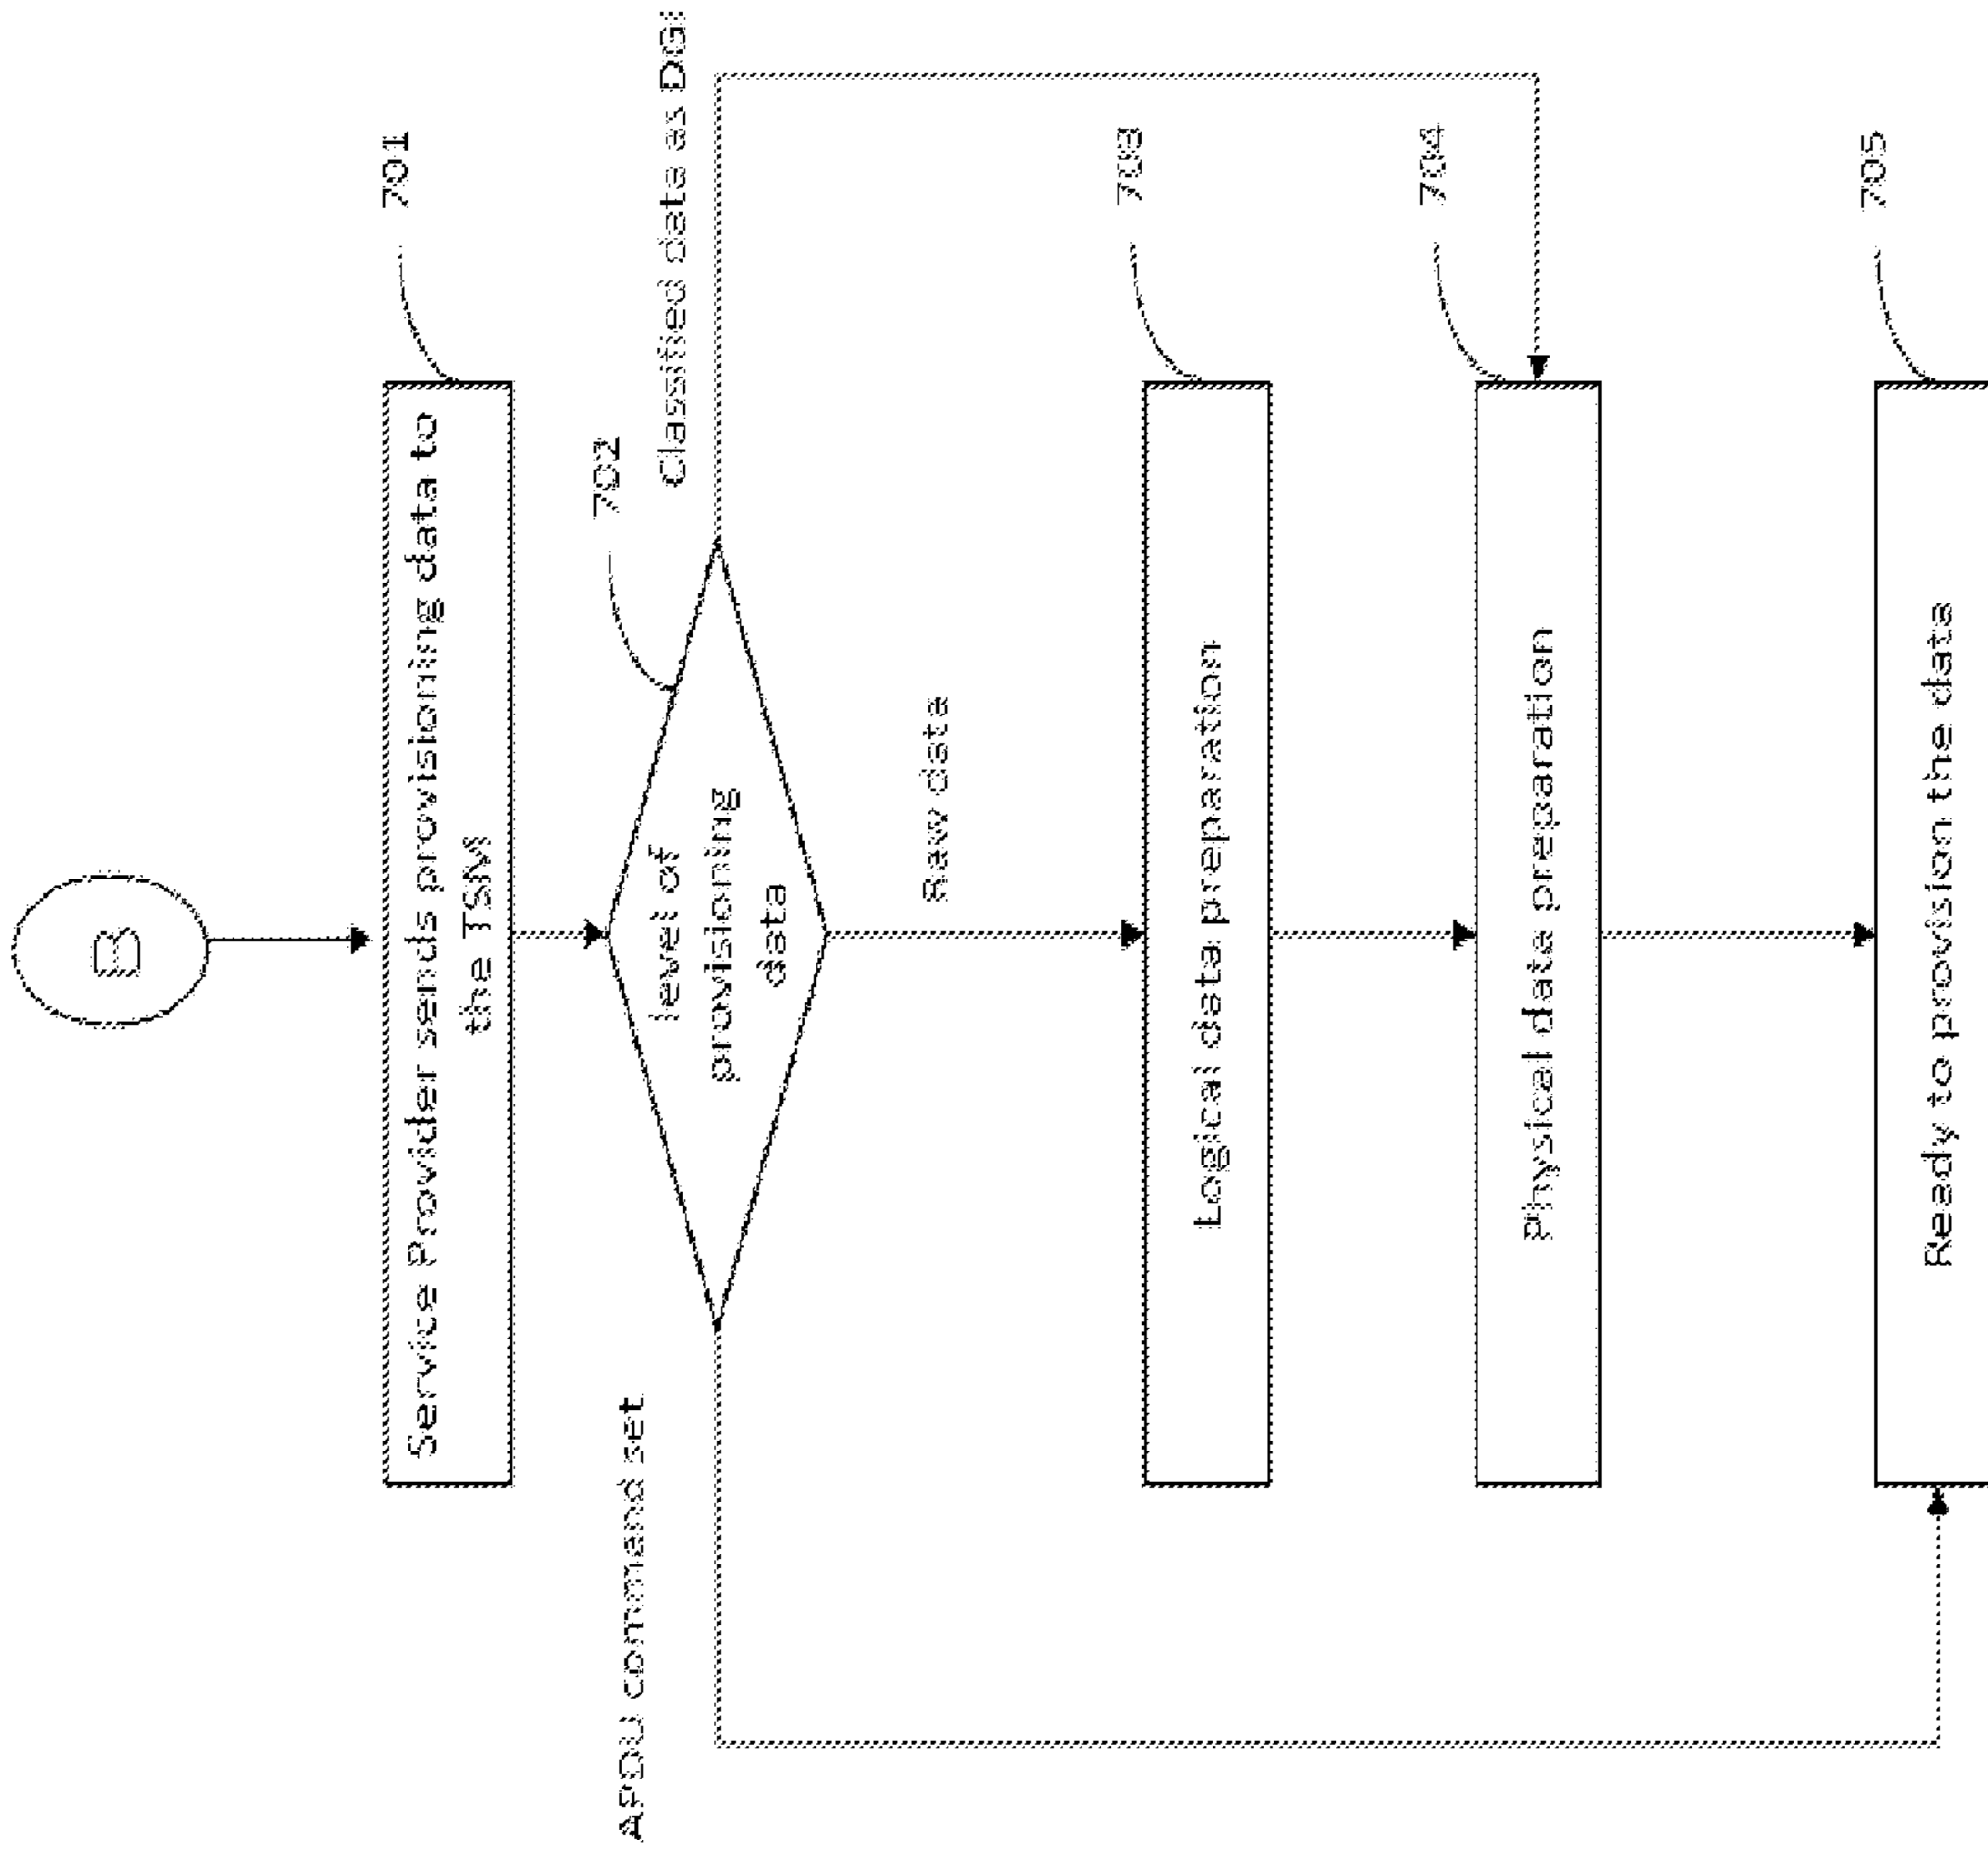 B
701
Service Provider sends provisioning data to
the TSM
702
level of
provisioning
data
APDU command set
Classified data as DGI
Raw data
703
Logical data preparation
704
Physical data preparation
705
Ready to provision the data